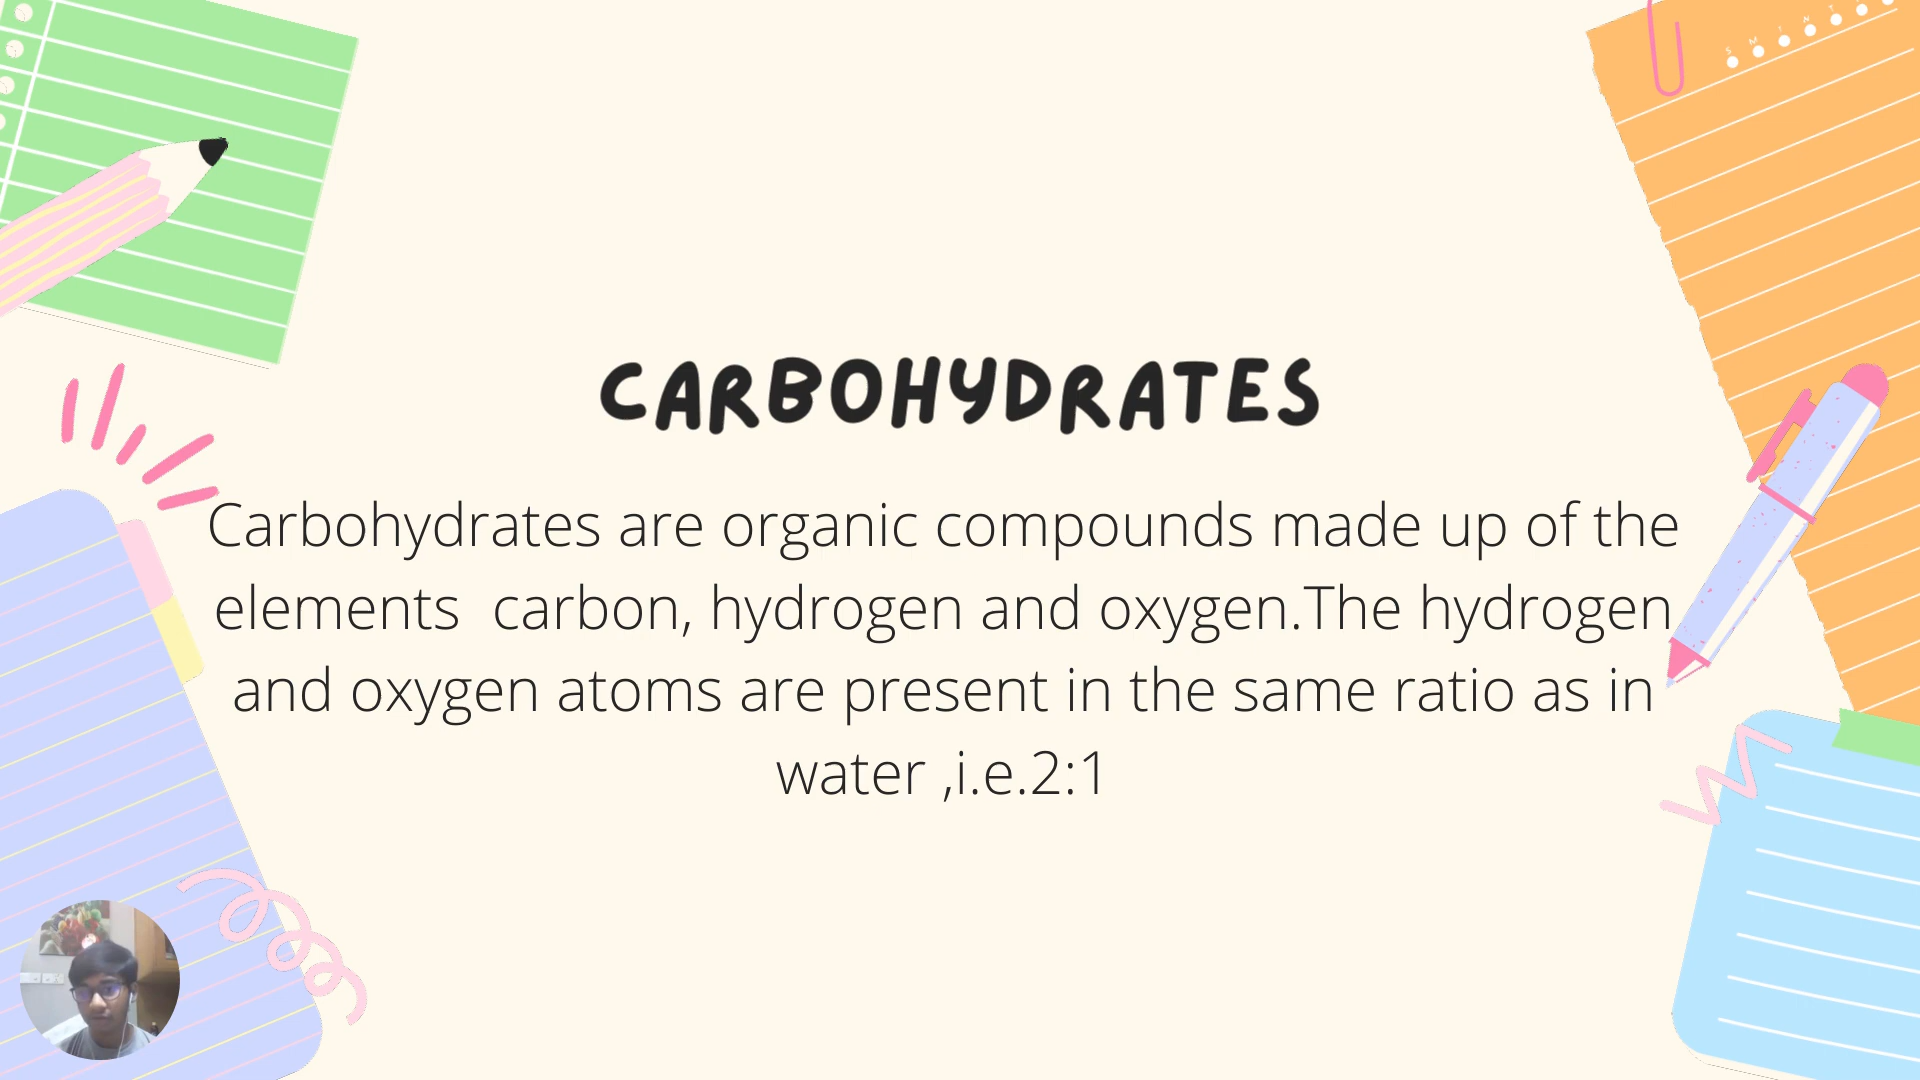 S M T
CARBOHYDRATES
Carbohydrates are organic compounds made up of the
elements  carbon, hydrogen and oxygen.The hydrogen
and oxygen atoms are present in the same ratio as in
water ,i.e.2:1